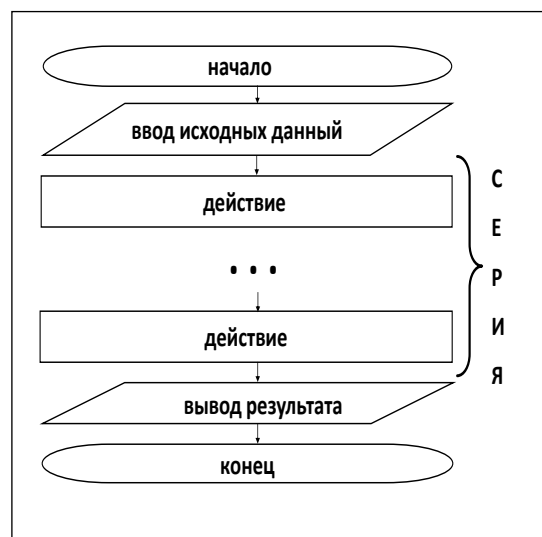 начало
ввод исходных данный
действие
...
действие
вывод результата
конец
С
Е
Р
И
Я